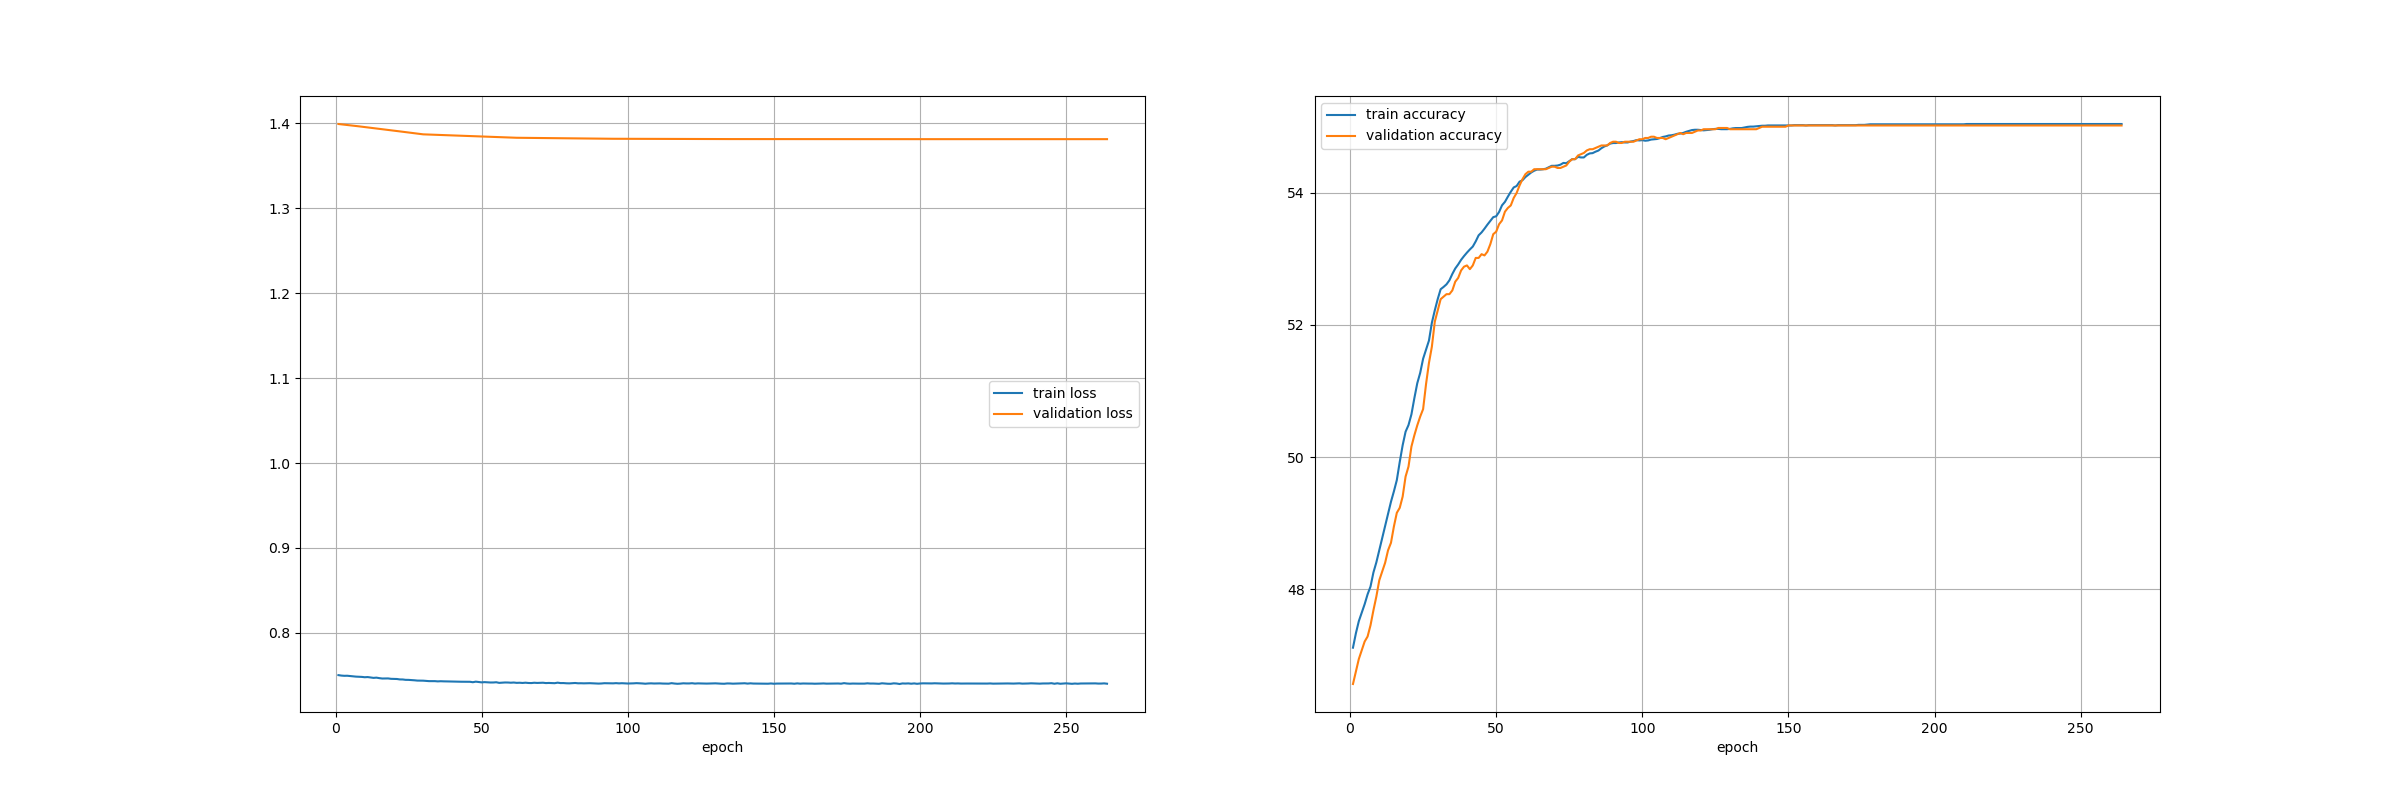 1.4
1.3
1.2
1.1
1.0
0.9
0.8
train loss
validation loss
0 50 100 150 200 250
epoch
train accuracy
validation accuracy
54
52
50
48
0 50 100 150 200 250
epoch